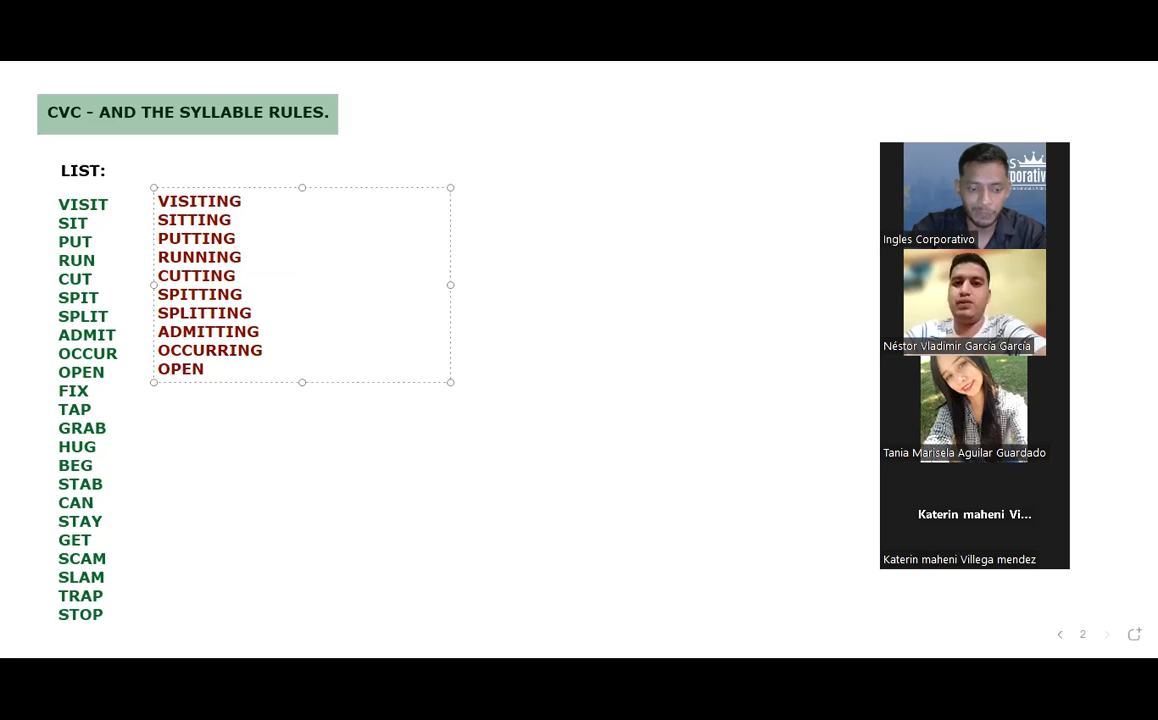 CVC - AND THE SYLLABLE RULES.
LIST:
VISIT
SIT
PUT
RUN
CUT
SPIT
SPLIT
ADMIT
OCCUR
OPEN
FIX
TAP
GRAB
HUG
BEG
STAB
CAN
STAY
GET
SCAM
SLAM
TRAP
STOP
VISITING
SITTING
PUTTING
RUNNING
CUTTING
SPITTING
SPLITTING
ADMITTING
OCCURRING
OPEN
Ingles Corporativo
Néstor Vladimir García García
Tania Marisela Aguilar Guardado
Katerin maheni Vi...
Katerin maheni Villega mendez
2